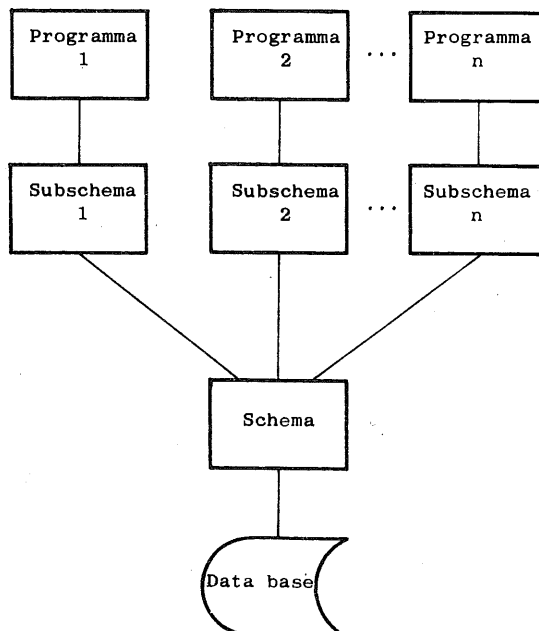 Programma
1
Programma
2
...
Programma
n
Subschema
1
Subschema
2
...
Subschema
n
Schema
Data base